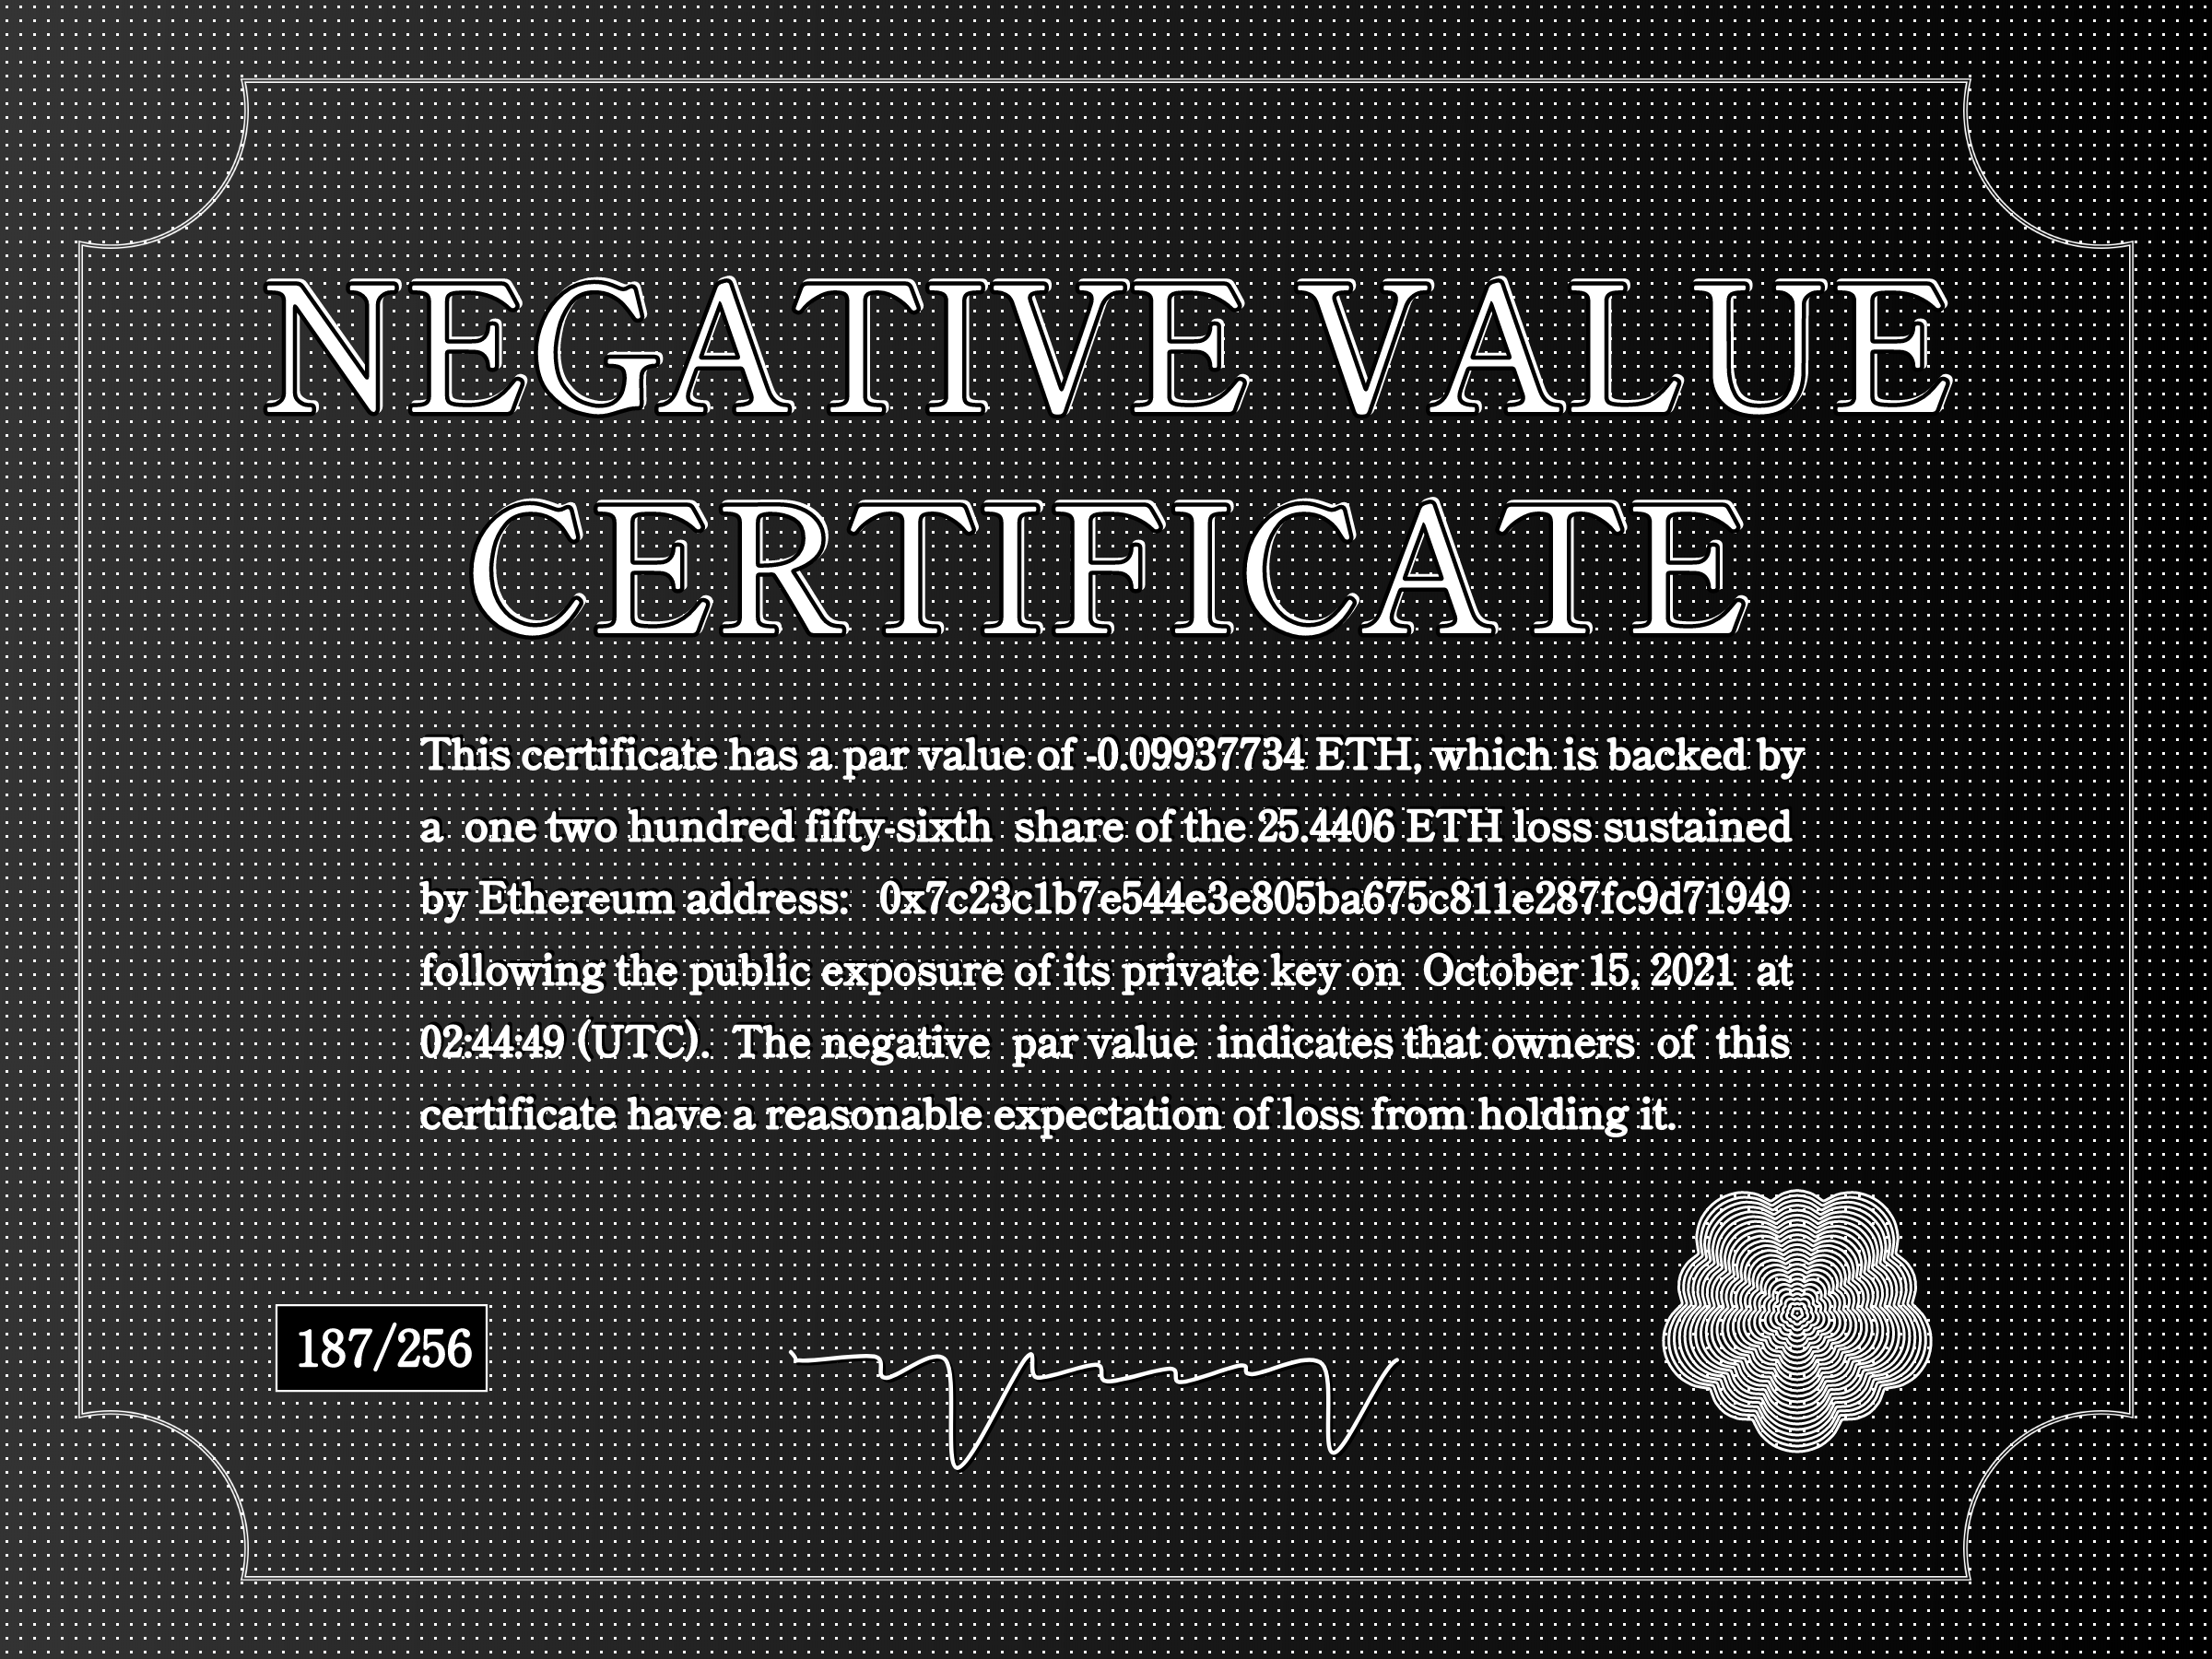 NEGATIVE VALUE
CERTIFICATE
This certificate has a par value of -0.09937734 ETH, which is backed by
a one two hundred fifty-sixth share of the 25.4406 ETH loss sustained
by Ethereum address: 0x7c23c1b7e544e3e805ba675c811e287fc9d71949
following the public exposure of its private key on October 15, 2021 at
02:44:49 (UTC). The negative par value indicates that owners of this
certificate have a reasonable expectation of loss from holding it.
187/256